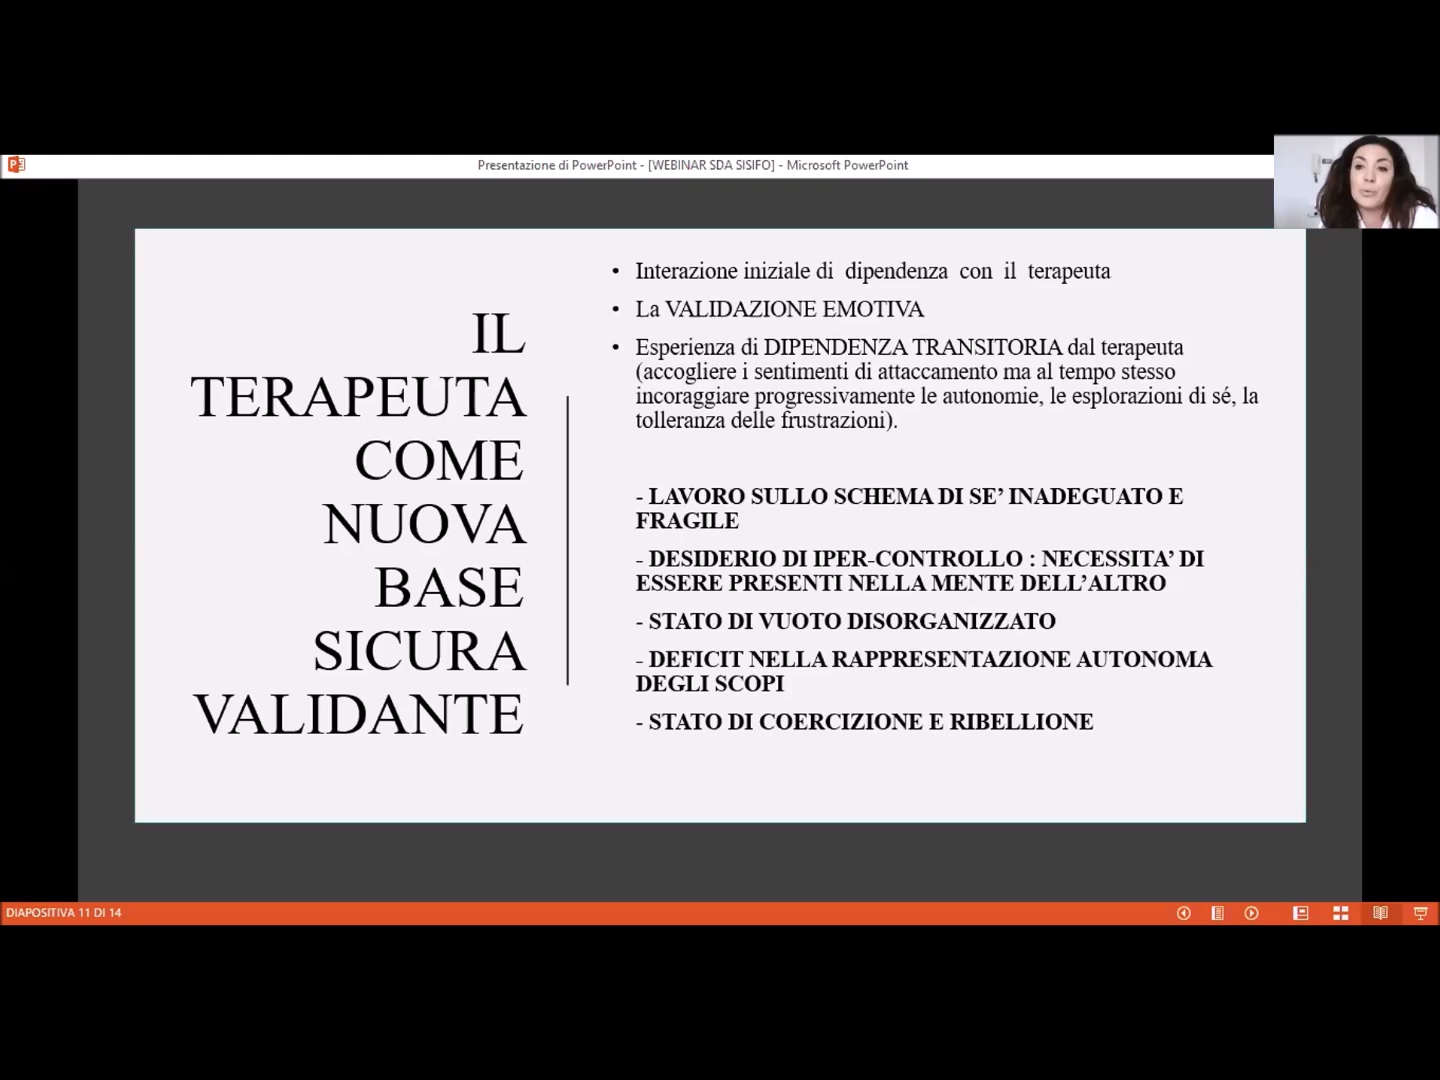 Presentazione di PowerPoint - [WEBINAR SDA SISIFO] - Microsoft PowerPoint
IL
TERAPEUTA
COME
NUOVA
BASE
SICURA
VALIDANTE
• Interazione iniziale di dipendenza con il terapeuta
• La VALIDAZIONE EMOTIVA
• Esperienza di DIPENDENZA TRANSITORIA dal terapeuta
(accogliere i sentimenti di attaccamento ma al tempo stesso
incoraggiare progressivamente le autonomie, le esplorazioni di sé, la
tolleranza delle frustrazioni).
- LAVORO SULLO SCHEMA DI SE’ INADEGUATO E
FRAGILE
- DESIDERIO DI IPER-CONTROLLO : NECESSITA’ DI
ESSERE PRESENTI NELLA MENTE DELL’ALTRO
- STATO DI VUOTO DISORGANIZZATO
- DEFICIT NELLA RAPPRESENTAZIONE AUTONOMA
DEGLI SCOPI
- STATO DI COERCIZIONE E RIBELLIONE
DIAPOSITIVA 11 DI 14